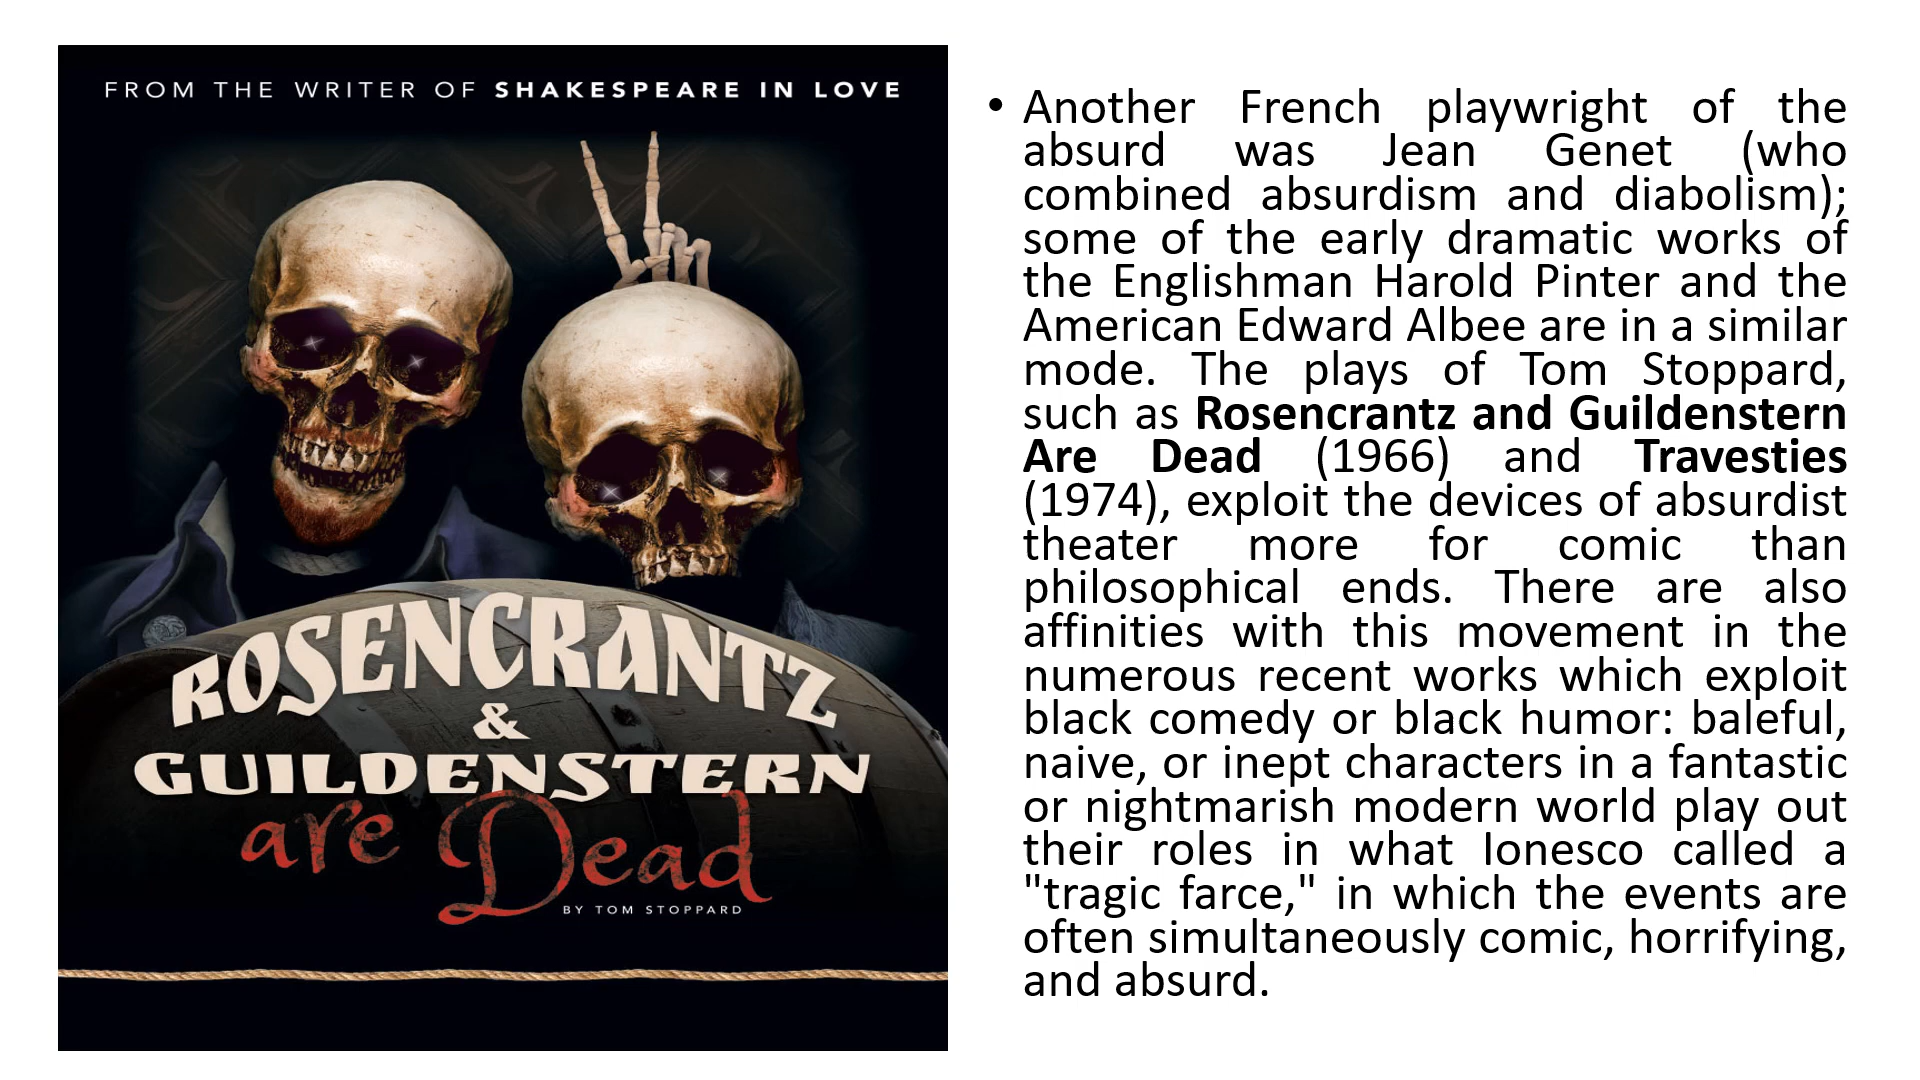 FROM THE WRITER OF SHAKESPEARE IN LOVE
ROSENCRANTZ
&
GUILDENSTERN
are Dead
BY TOM STOPPARD
• Another French playwright of the
absurd was Jean Genet (who
combined absurdism and diabolism);
some of the early dramatic works of
the Englishman Harold Pinter and the
American Edward Albee are in a similar
mode. The plays of Tom Stoppard,
such as Rosencrantz and Guildenstern
Are Dead (1966) and Travesties
(1974), exploit the devices of absurdist
theater more for comic than
philosophical ends. There are also
affinities with this movement in the
numerous recent works which exploit
black comedy or black humor: baleful,
naive, or inept characters in a fantastic
or nightmarish modern world play out
their roles in what Ionesco called a
"tragic farce," in which the events are
often simultaneously comic, horrifying,
and absurd.